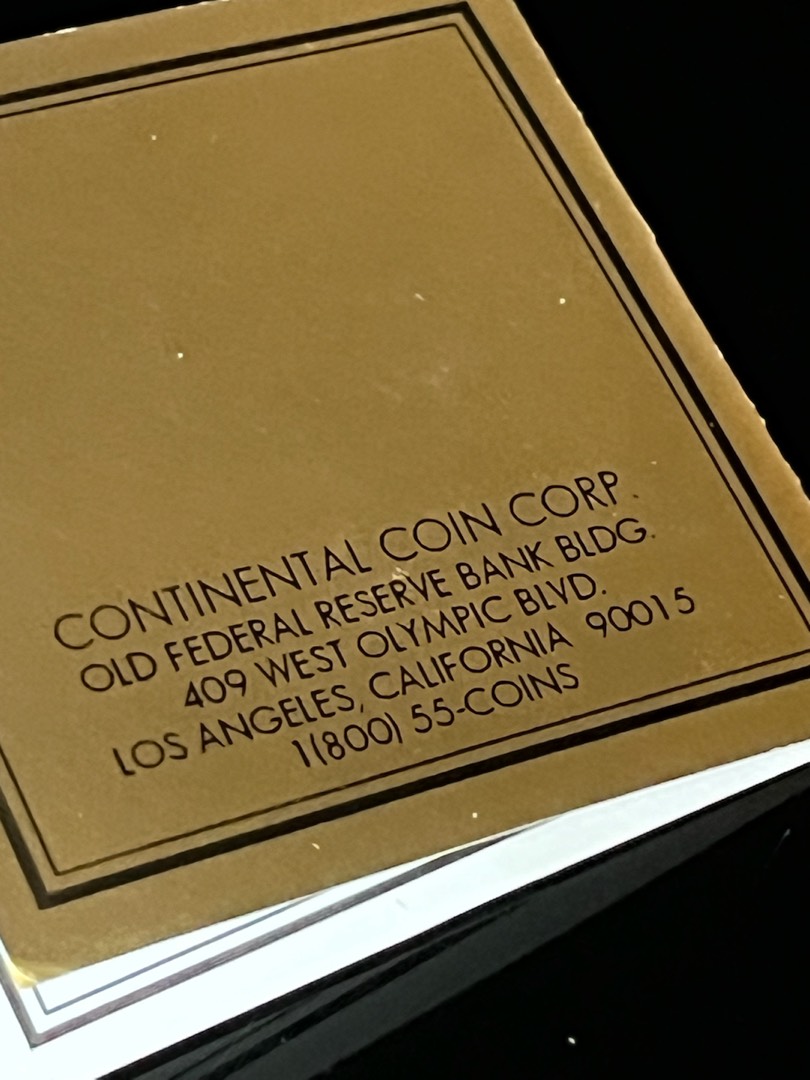 CONTINENTAL COIN CORP.
OLD FEDERAL RESERVE BANK BLDG.
409 WEST OLYMPIC BLVD.
LOS ANGELES, CALIFORNIA 90015
1(800) 55-COINS